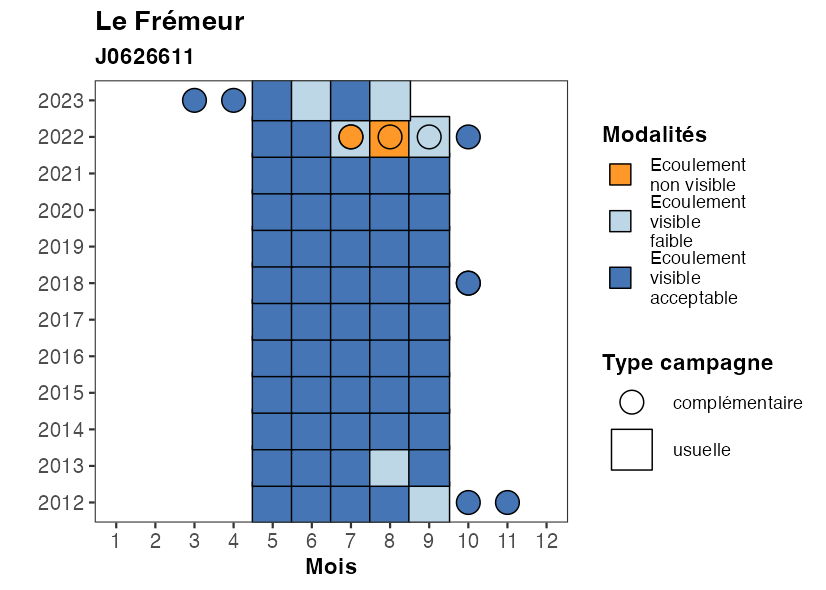 Le Frémeur
J0626611
2023
2022
2021
2020
2019
2018
2017
2016
2015
2014
2013
2012
1 2 3 4 5 6 7 8 9 10 11 12
Mois
Modalités
Ecoulement
non visible
Ecoulement
visible
faible
Ecoulement
visible
acceptable
Type campagne
complémentaire
usuelle